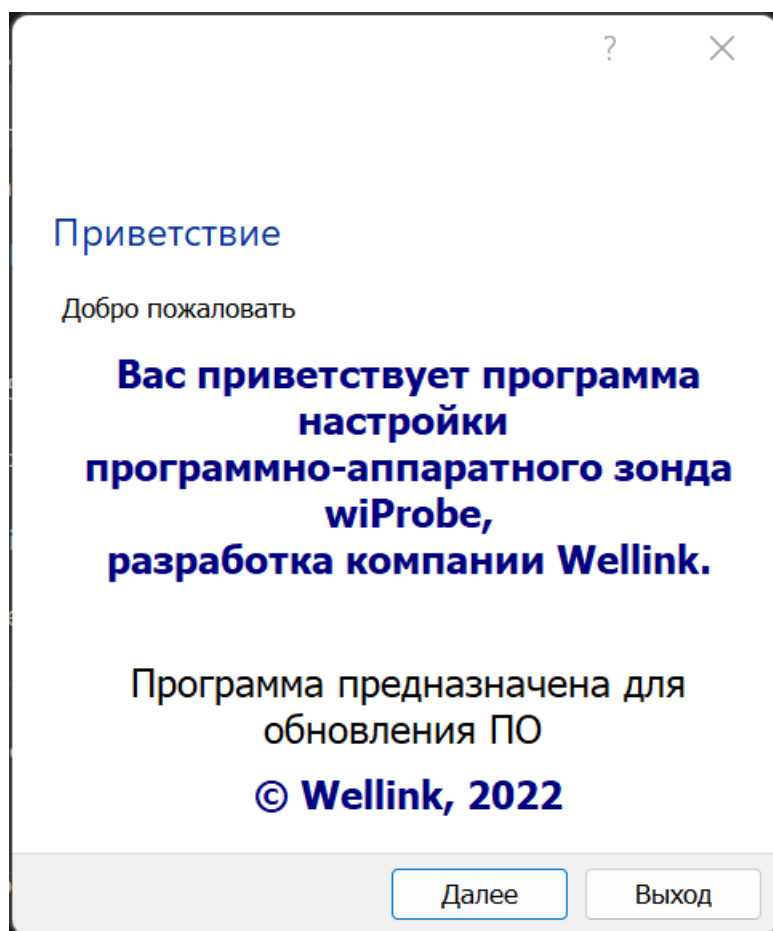 ?
Приветствие
Добро пожаловать
Вас приветствует программа
настройки
программно-аппаратного зонда
wiProbe,
разработка компании Wellink.
Программа предназначена для
обновления ПО
© Wellink, 2022
Далее
Выход